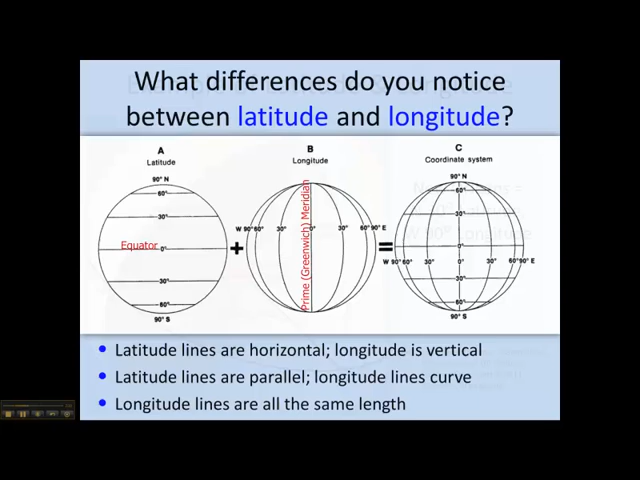 What differences do you notice
between latitude and longitude?
A
Latitude
90° N
60°
30°
Equator 0°
30°
60°
90° S
+
B
Longitude
Prime (Greenwich) Meridian
W 90° 60° 30° 0° 30° 60° 90° E
=
C
Coordinate system
90° N
60°
30°
0°
W 90° 60° 30° 0° 30° 60° 90° E
30°
60°
90° S
• Latitude lines are horizontal; longitude is vertical
• Latitude lines are parallel; longitude lines curve
• Longitude lines are all the same length